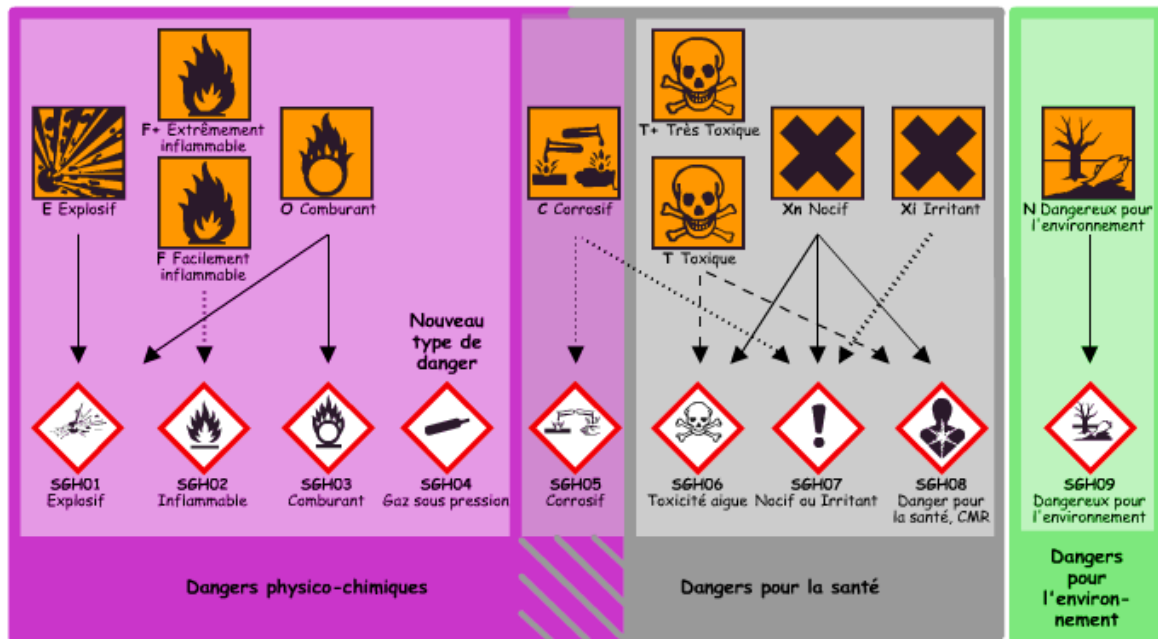 F+ Extrêmement
inflammable
T+ Très Toxique
E Explosif
O Comburant
C Corrosif
Xn Nocif
Xi Irritant
N Dangereux pour
l'environnement
F Facilement
inflammable
T Toxique
Nouveau
type de
danger
SGH01
Explosif
SGH02
Inflammable
SGH03
Comburant
SGH04
Gaz sous pression
SGH05
Corrosif
SGH06
Toxicité aigue
SGH07
Nocif ou Irritant
SGH08
Danger pour
la santé, CMR
SGH09
Dangereux pour
l'environnement
Dangers physico-chimiques
Dangers pour la santé
Dangers
pour
l'environ-
nement